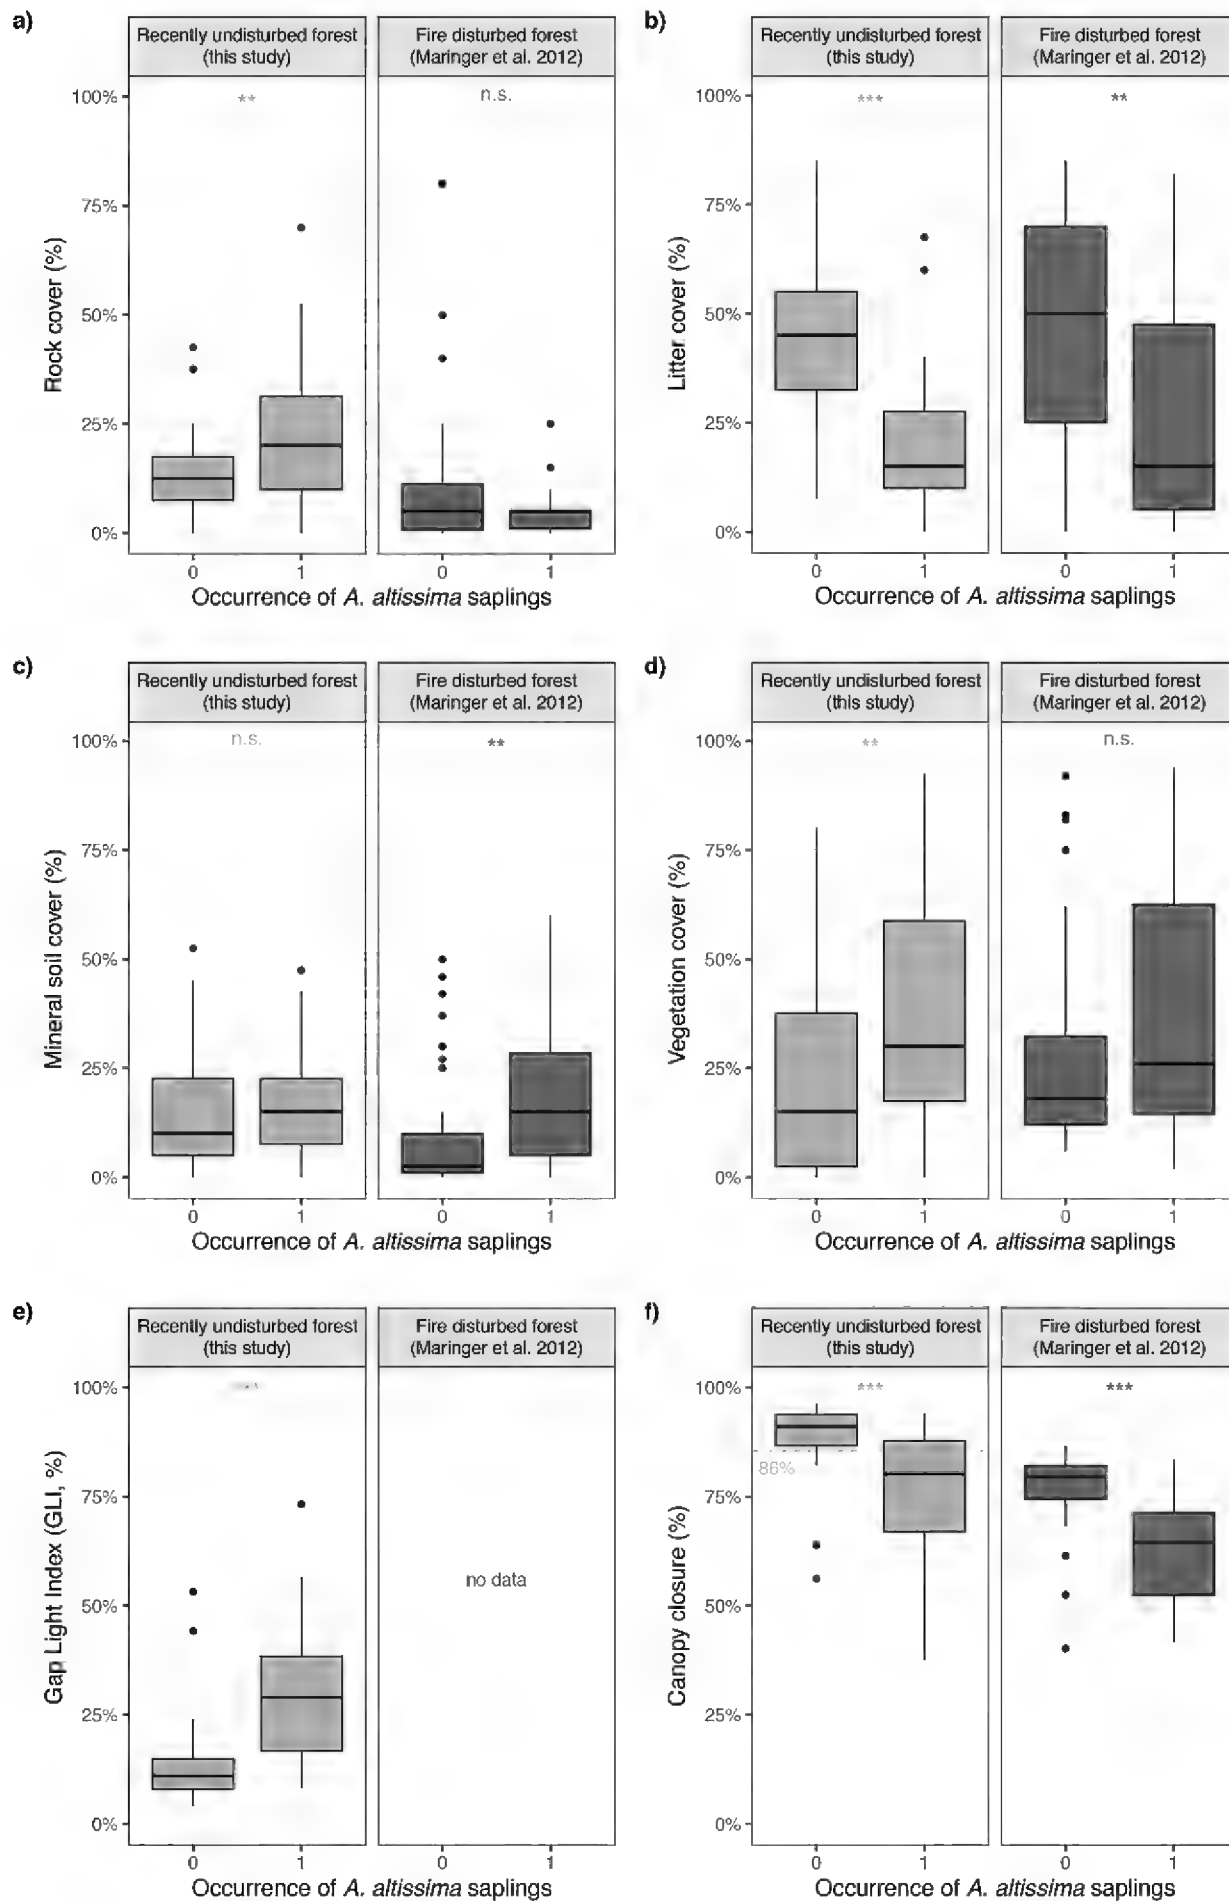 a)
Recently undisturbed forest
(this study)
Fire disturbed forest
(Maringer et al. 2012)
**
n.s.
100%
75%
50%
25%
0%
Rock cover (%)
0
1
0
1
Occurrence of A. altissima saplings
b)
Recently undisturbed forest
(this study)
Fire disturbed forest
(Maringer et al. 2012)
***
**
100%
75%
50%
25%
0%
Litter cover (%)
0
1
0
1
Occurrence of A. altissima saplings
c)
Recently undisturbed forest
(this study)
Fire disturbed forest
(Maringer et al. 2012)
n.s.
**
100%
75%
50%
25%
0%
Mineral soil cover (%)
0
1
0
1
Occurrence of A. altissima saplings
d)
Recently undisturbed forest
(this study)
Fire disturbed forest
(Maringer et al. 2012)
**
n.s.
100%
75%
50%
25%
0%
Vegetation cover (%)
0
1
0
1
Occurrence of A. altissima saplings
e)
Recently undisturbed forest
(this study)
Fire disturbed forest
(Maringer et al. 2012)
100%
75%
50%
25%
0%
Gap Light Index (GLI, %)
no data
0
1
0
1
Occurrence of A. altissima saplings
f)
Recently undisturbed forest
(this study)
Fire disturbed forest
(Maringer et al. 2012)
***
***
100%
75%
50%
25%
0%
86%
Canopy closure (%)
0
1
0
1
Occurrence of A. altissima saplings